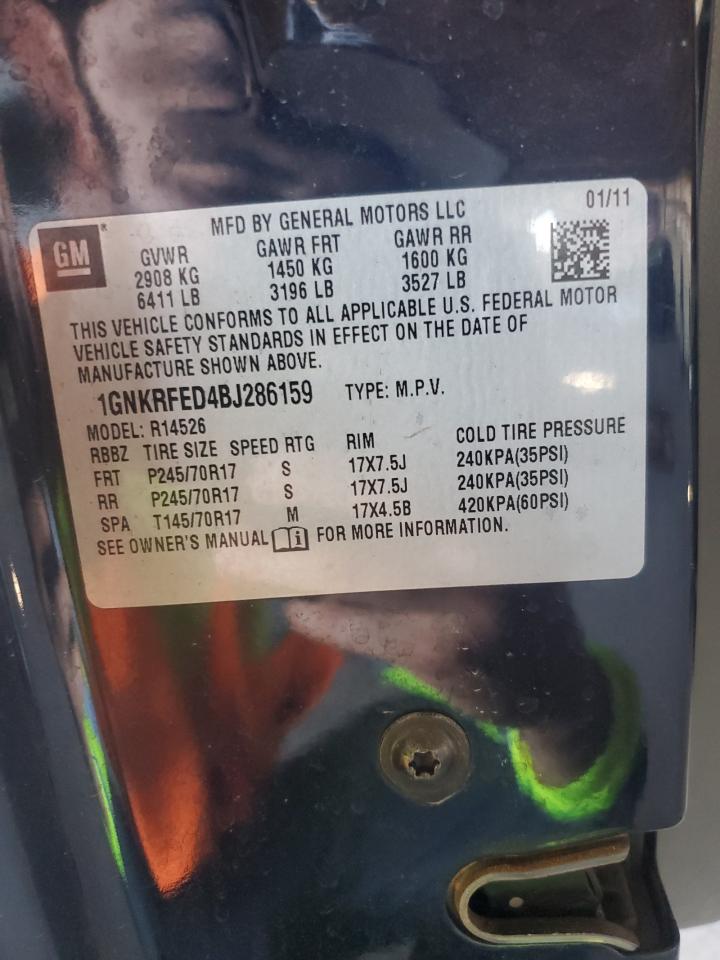 MFD BY GENERAL MOTORS LLC 01/11
GM
®
GVWR GAWR FRT GAWR RR
2908 KG 1450 KG 1600 KG
6411 LB 3196 LB 3527 LB
THIS VEHICLE CONFORMS TO ALL APPLICABLE U.S. FEDERAL MOTOR
VEHICLE SAFETY STANDARDS IN EFFECT ON THE DATE OF
MANUFACTURE SHOWN ABOVE.
1GNKRFED4BJ286159 TYPE: M.P.V.
MODEL: R14526
RBBZ TIRE SIZE SPEED RTG RIM COLD TIRE PRESSURE
FRT P245/70R17 S 17X7.5J 240KPA(35PSI)
RR P245/70R17 S 17X7.5J 240KPA(35PSI)
SPA T145/70R17 M 17X4.5B 420KPA(60PSI)
SEE OWNER'S MANUAL i FOR MORE INFORMATION.